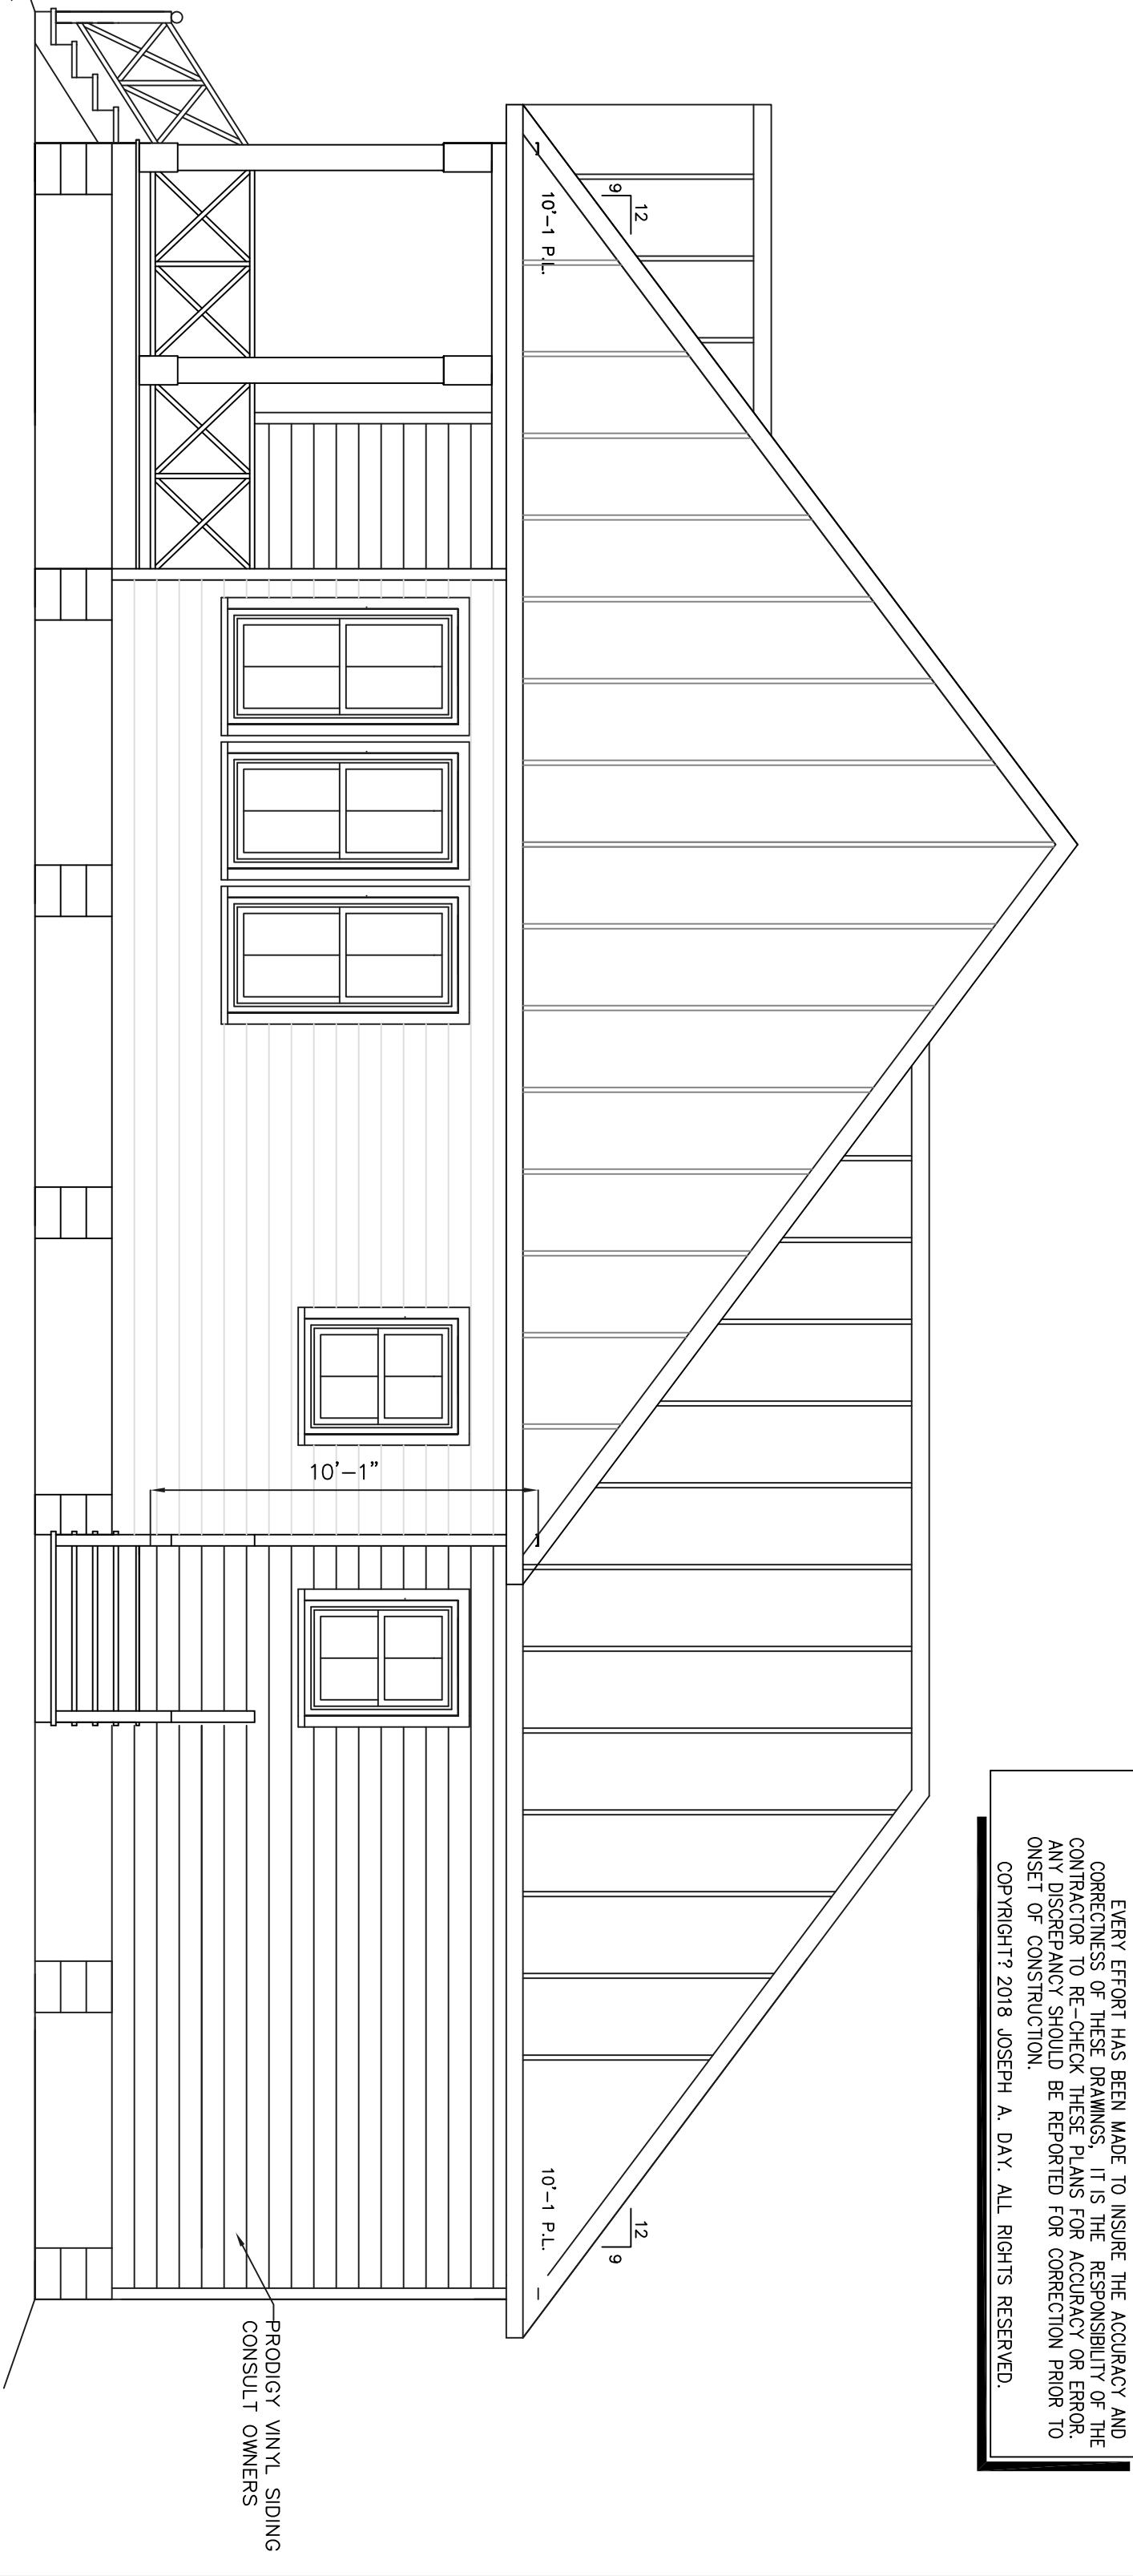 EVERY EFFORT HAS BEEN MADE TO INSURE THE ACCURACY AND
CORRECTNESS OF THESE DRAWINGS, IT IS THE RESPONSIBILITY OF THE
CONTRACTOR TO RE-CHECK THESE PLANS FOR ACCURACY OR ERROR.
ANY DISCREPANCY SHOULD BE REPORTED FOR CORRECTION PRIOR TO
ONSET OF CONSTRUCTION.
COPYRIGHT? 2018 JOSEPH A. DAY. ALL RIGHTS RESERVED.
12
9
10'-1 P.L.
12
9
10'-1 P.L.
10'-1"
PRODIGY VINYL SIDING
CONSULT OWNERS